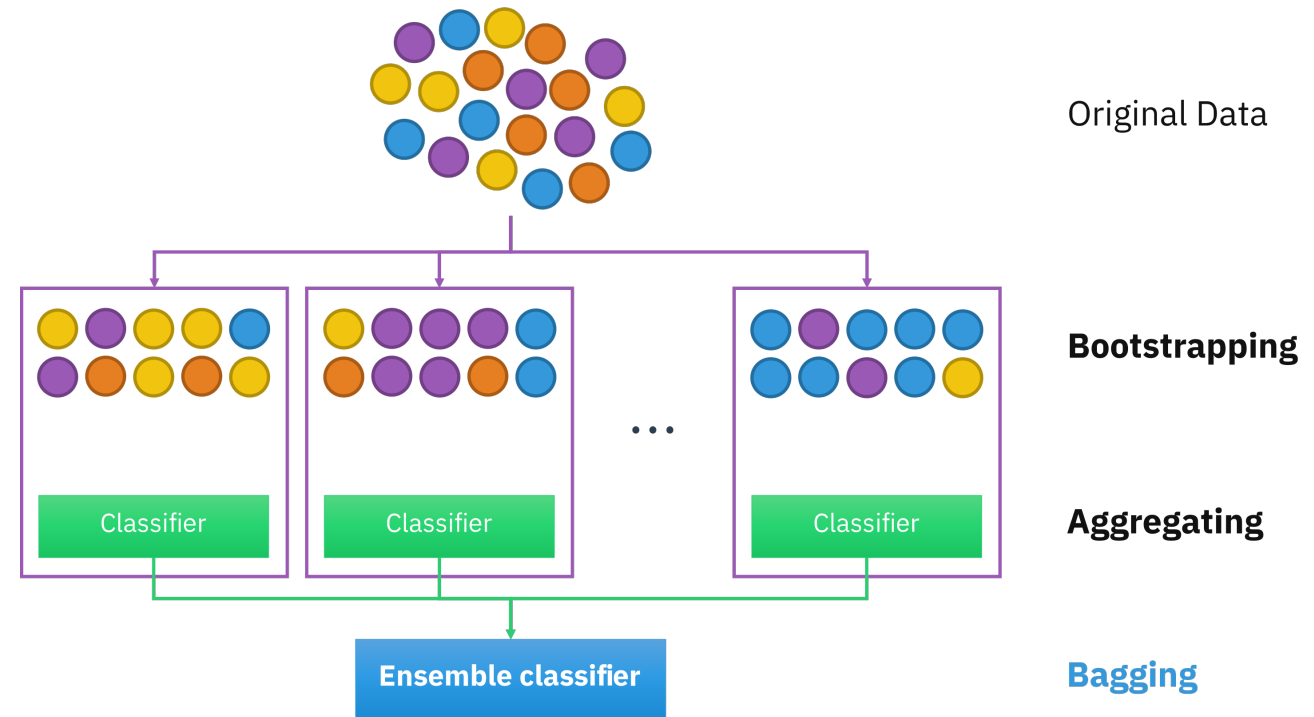 Original Data
Bootstrapping
...
Classifier
Classifier
Classifier
Aggregating
Ensemble classifier
Bagging